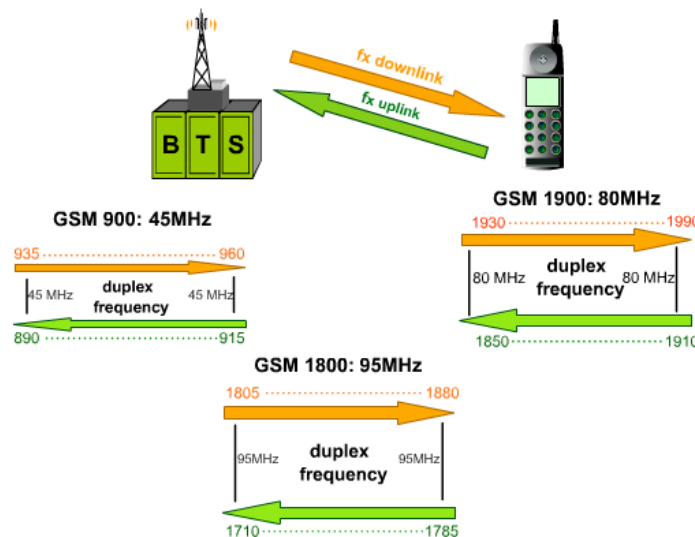 fx downlink
fx uplink
B T S
GSM 900: 45MHz
935 960
45 MHz duplex frequency 45 MHz
890 915
GSM 1900: 80MHz
1930 1990
80 MHz duplex frequency 80 MHz
1850 1910
GSM 1800: 95MHz
1805 1880
95MHz duplex frequency 95MHz
1710 1785